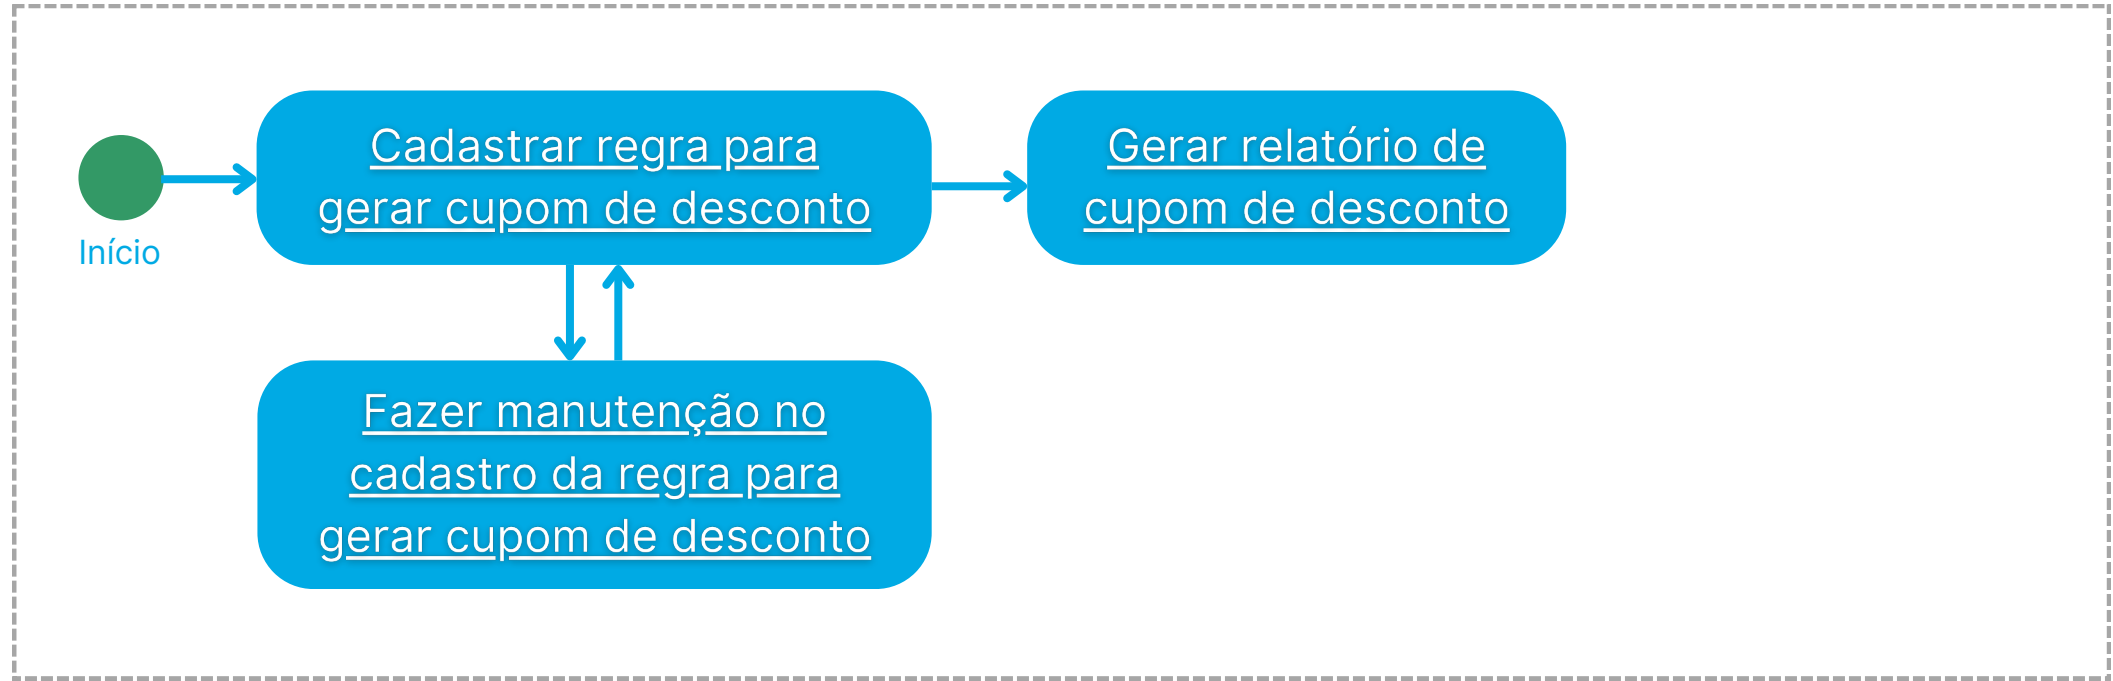 Início
Cadastrar regra para
gerar cupom de desconto
Gerar relatório de
cupom de desconto
Fazer manutenção no
cadastro da regra para
gerar cupom de desconto